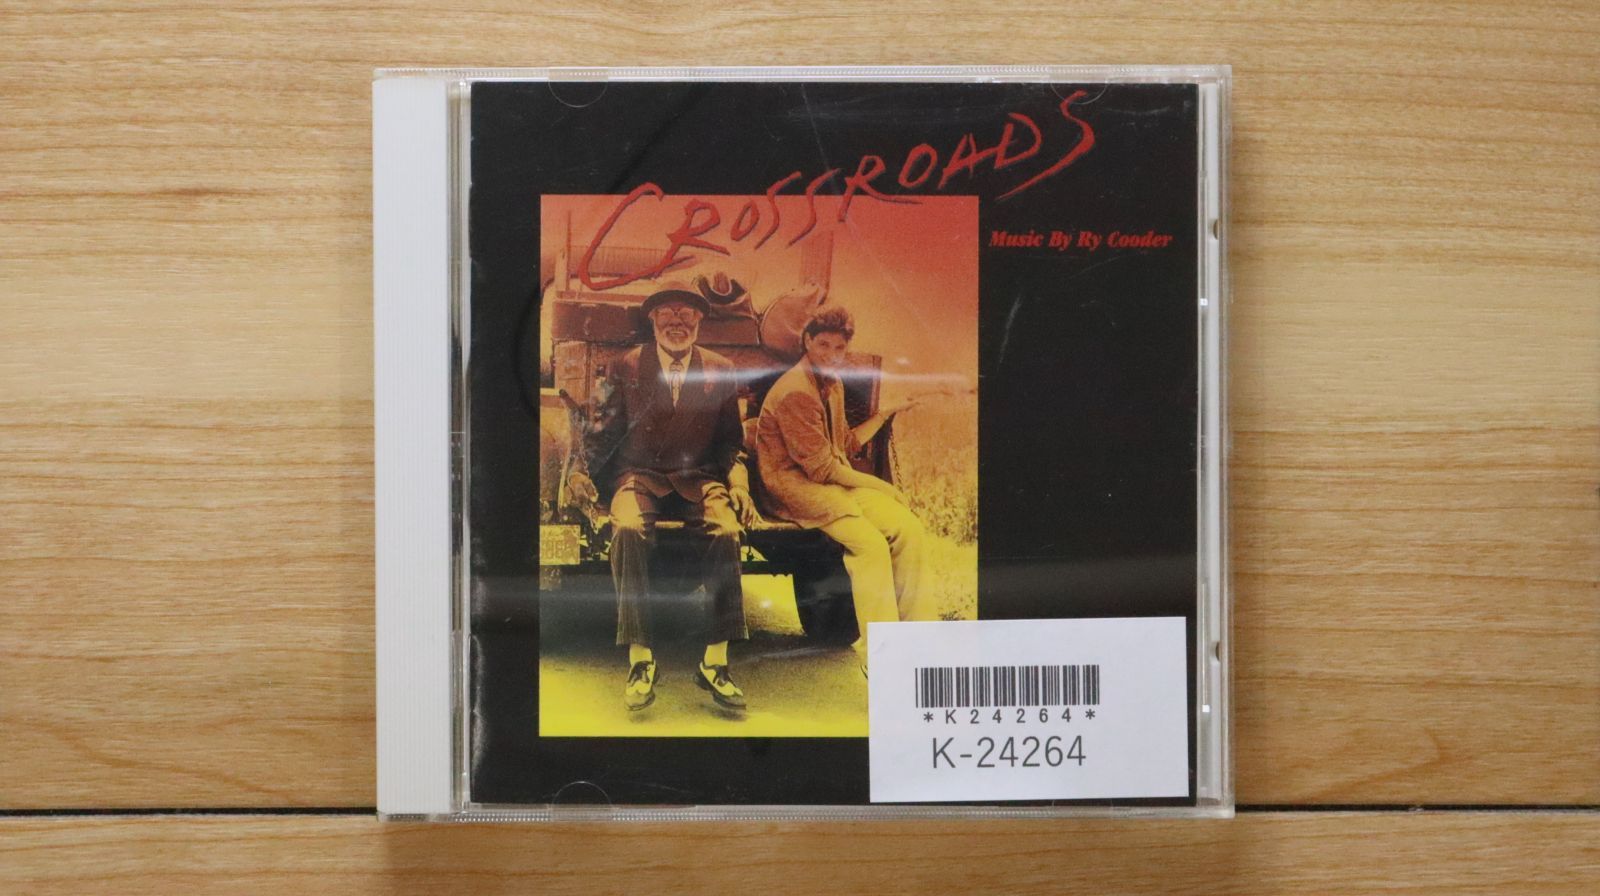 CROSSROADS
Music By Ry Cooder
*K24264*
K-24264